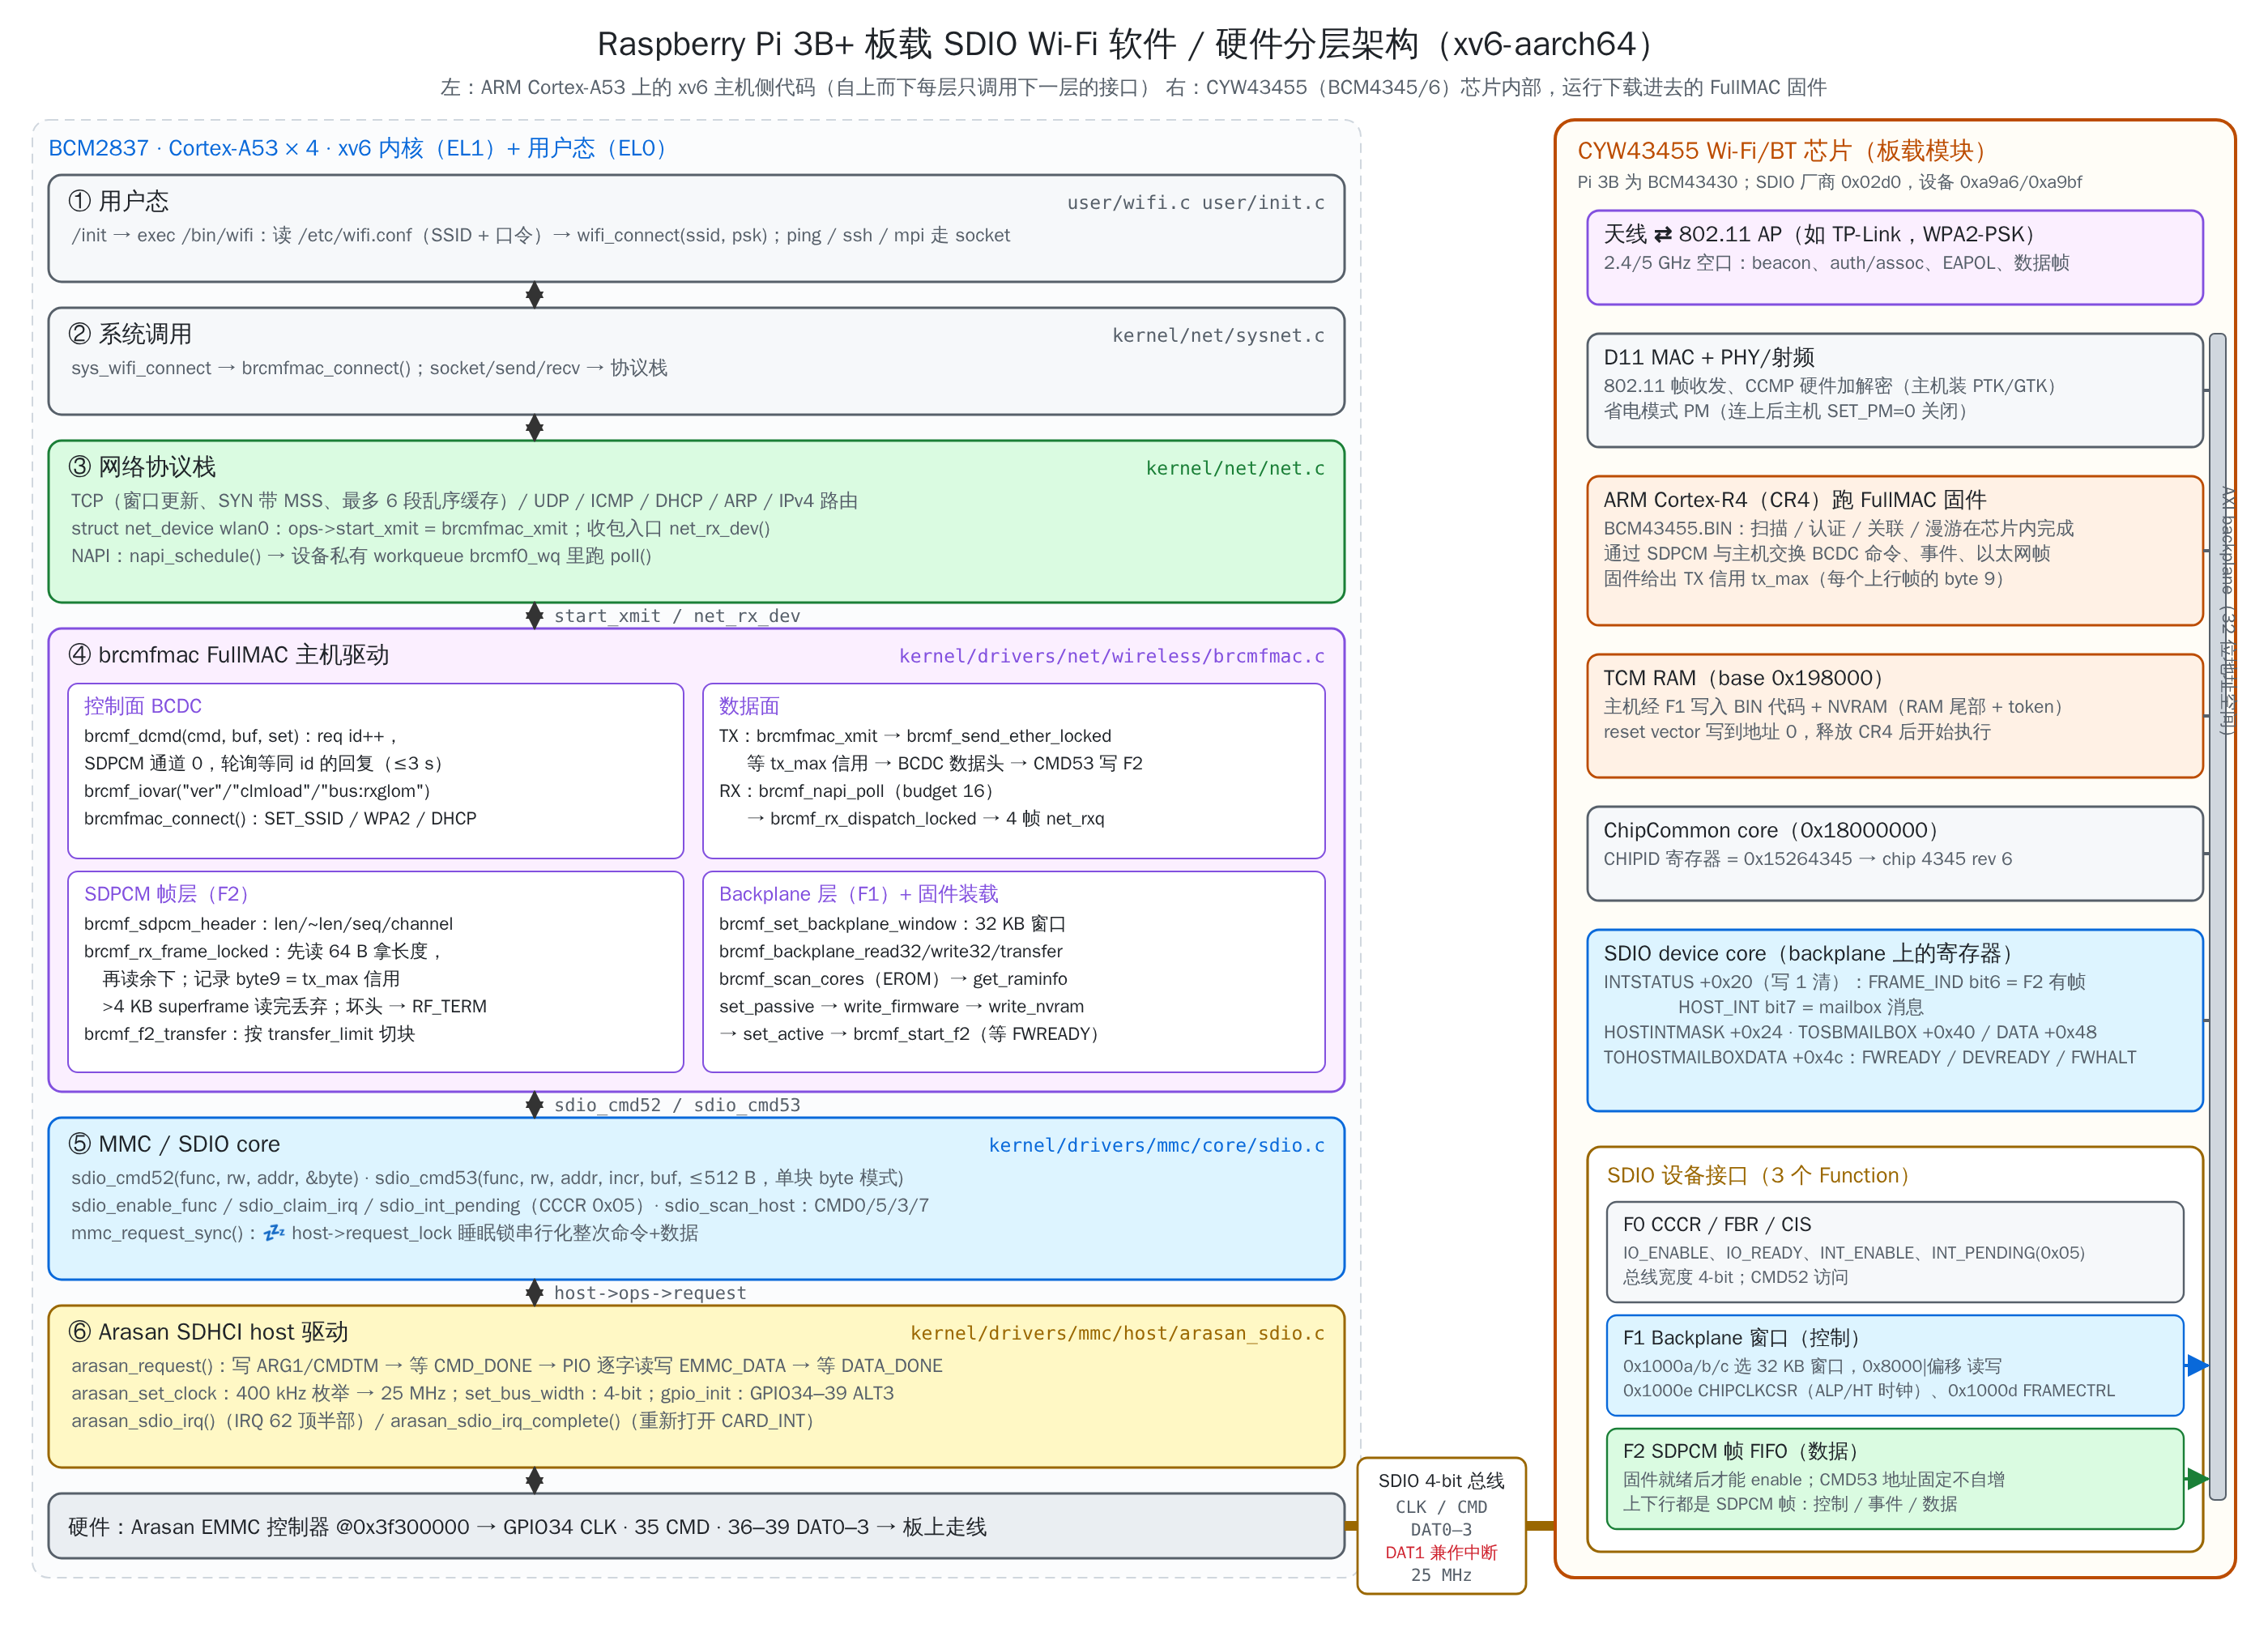 Raspberry Pi 3B+ 板载 SDIO Wi-Fi 软件 / 硬件分层架构（xv6-aarch64）
左：ARM Cortex-A53 上的 xv6 主机侧代码（自上而下每层只调用下一层的接口） 右：CYW43455（BCM4345/6）芯片内部，运行下载进去的 FullMAC 固件
BCM2837 · Cortex-A53 × 4 · xv6 内核（EL1）+ 用户态（EL0）
① 用户态
user/wifi.c user/init.c
/init → exec /bin/wifi：读 /etc/wifi.conf（SSID + 口令）→ wifi_connect(ssid, psk)；ping / ssh / mpi 走 socket
② 系统调用
kernel/net/sysnet.c
sys_wifi_connect → brcmfmac_connect()；socket/send/recv → 协议栈
③ 网络协议栈
kernel/net/net.c
TCP（窗口更新、SYN 带 MSS、最多 6 段乱序缓存）/ UDP / ICMP / DHCP / ARP / IPv4 路由
struct net_device wlan0：ops->start_xmit = brcmfmac_xmit；收包入口 net_rx_dev()
NAPI：napi_schedule() → 设备私有 workqueue brcmf0_wq 里跑 poll()
start_xmit / net_rx_dev
④ brcmfmac FullMAC 主机驱动
kernel/drivers/net/wireless/brcmfmac.c
控制面 BCDC
brcmf_dcmd(cmd, buf, set)：req id++，
SDPCM 通道 0，轮询等同 id 的回复（≤3 s）
brcmf_iovar("ver"/"clmload"/"bus:rxglom")
brcmfmac_connect()：SET_SSID / WPA2 / DHCP
数据面
TX：brcmfmac_xmit → brcmf_send_ether_locked
等 tx_max 信用 → BCDC 数据头 → CMD53 写 F2
RX：brcmf_napi_poll（budget 16）
→ brcmf_rx_dispatch_locked → 4 帧 net_rxq
SDPCM 帧层（F2）
brcmf_sdpcm_header：len/~len/seq/channel
brcmf_rx_frame_locked：先读 64 B 拿长度，
再读余下；记录 byte9 = tx_max 信用
>4 KB superframe 读完丢弃；坏头 → RF_TERM
brcmf_f2_transfer：按 transfer_limit 切块
Backplane 层（F1）+ 固件装载
brcmf_set_backplane_window：32 KB 窗口
brcmf_backplane_read32/write32/transfer
brcmf_scan_cores（EROM）→ get_raminfo
set_passive → write_firmware → write_nvram
→ set_active → brcmf_start_f2（等 FWREADY）
sdio_cmd52 / sdio_cmd53
⑤ MMC / SDIO core
kernel/drivers/mmc/core/sdio.c
sdio_cmd52(func, rw, addr, &byte) · sdio_cmd53(func, rw, addr, incr, buf, ≤512 B，单块 byte 模式)
sdio_enable_func / sdio_claim_irq / sdio_int_pending（CCCR 0x05）· sdio_scan_host：CMD0/5/3/7
mmc_request_sync()：💤 host->request_lock 睡眠锁串行化整次命令+数据
host->ops->request
⑥ Arasan SDHCI host 驱动
kernel/drivers/mmc/host/arasan_sdio.c
arasan_request()：写 ARG1/CMDTM → 等 CMD_DONE → PIO 逐字读写 EMMC_DATA → 等 DATA_DONE
arasan_set_clock：400 kHz 枚举 → 25 MHz；set_bus_width：4-bit；gpio_init：GPIO34–39 ALT3
arasan_sdio_irq()（IRQ 62 顶半部）/ arasan_sdio_irq_complete()（重新打开 CARD_INT）
硬件：Arasan EMMC 控制器 @0x3f300000 → GPIO34 CLK · 35 CMD · 36–39 DAT0–3 → 板上走线
SDIO 4-bit 总线
CLK / CMD
DAT0–3
DAT1 兼作中断
25 MHz
CYW43455 Wi-Fi/BT 芯片（板载模块）
Pi 3B 为 BCM43430；SDIO 厂商 0x02d0，设备 0xa9a6/0xa9bf
天线 ⇄ 802.11 AP（如 TP-Link，WPA2-PSK）
2.4/5 GHz 空口：beacon、auth/assoc、EAPOL、数据帧
D11 MAC + PHY/射频
802.11 帧收发、CCMP 硬件加解密（主机装 PTK/GTK）
省电模式 PM（连上后主机 SET_PM=0 关闭）
ARM Cortex-R4（CR4）跑 FullMAC 固件
BCM43455.BIN：扫描 / 认证 / 关联 / 漫游在芯片内完成
通过 SDPCM 与主机交换 BCDC 命令、事件、以太网帧
固件给出 TX 信用 tx_max（每个上行帧的 byte 9）
TCM RAM（base 0x198000）
主机经 F1 写入 BIN 代码 + NVRAM（RAM 尾部 + token）
reset vector 写到地址 0，释放 CR4 后开始执行
ChipCommon core（0x18000000）
CHIPID 寄存器 = 0x15264345 → chip 4345 rev 6
SDIO device core（backplane 上的寄存器）
INTSTATUS +0x20（写 1 清）：FRAME_IND bit6 = F2 有帧
HOST_INT bit7 = mailbox 消息
HOSTINTMASK +0x24 · TOSBMAILBOX +0x40 / DATA +0x48
TOHOSTMAILBOXDATA +0x4c：FWREADY / DEVREADY / FWHALT
SDIO 设备接口（3 个 Function）
F0 CCCR / FBR / CIS
IO_ENABLE、IO_READY、INT_ENABLE、INT_PENDING(0x05)
总线宽度 4-bit；CMD52 访问
F1 Backplane 窗口（控制）
0x1000a/b/c 选 32 KB 窗口，0x8000|偏移 读写
0x1000e CHIPCLKCSR（ALP/HT 时钟）、0x1000d FRAMECTRL
F2 SDPCM 帧 FIFO（数据）
固件就绪后才能 enable；CMD53 地址固定不自增
上下行都是 SDPCM 帧：控制 / 事件 / 数据
AXI backplane（32 位地址空间）